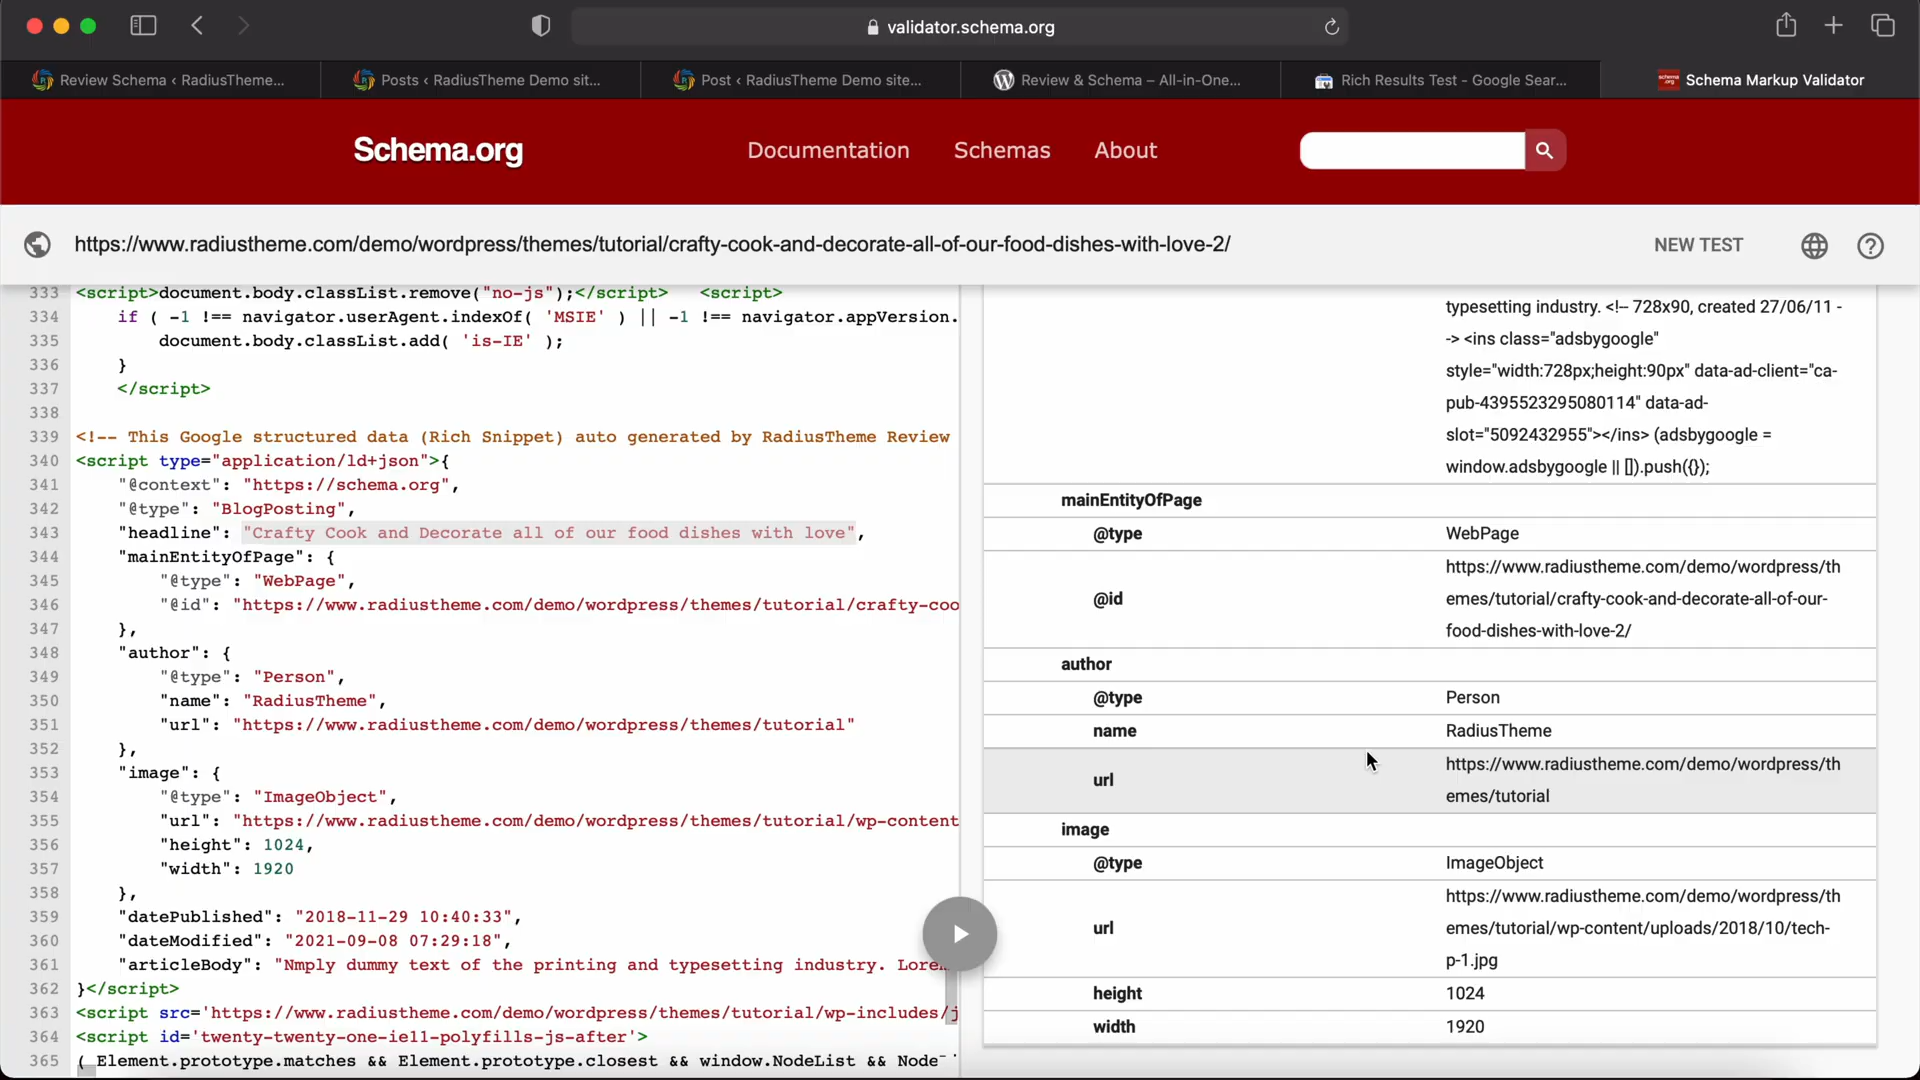 validator.schema.org
Review Schema ‹ RadiusTheme...
Posts ‹ RadiusTheme Demo sit...
Post ‹ RadiusTheme Demo site...
Review & Schema – All-in-One...
Rich Results Test - Google Sear...
Schema Markup Validator
Schema.org
Documentation
Schemas
About
https://www.radiustheme.com/demo/wordpress/themes/tutorial/crafty-cook-and-decorate-all-of-our-food-dishes-with-love-2/
NEW TEST
333 <script>document.body.classList.remove("no-js");</script> <script>
334 if ( -1 !== navigator.userAgent.indexOf( 'MSIE' ) || -1 !== navigator.appVersion.
335 document.body.classList.add( 'is-IE' );
336 }
337 </script>
338
339 <!-- This Google structured data (Rich Snippet) auto generated by RadiusTheme Review
340 <script type="application/ld+json">{
341 "@context": "https://schema.org",
342 "@type": "BlogPosting",
343 "headline": "Crafty Cook and Decorate all of our food dishes with love",
344 "mainEntityOfPage": {
345 "@type": "WebPage",
346 "@id": "https://www.radiustheme.com/demo/wordpress/themes/tutorial/crafty-coo
347 },
348 "author": {
349 "@type": "Person",
350 "name": "RadiusTheme",
351 "url": "https://www.radiustheme.com/demo/wordpress/themes/tutorial"
352 },
353 "image": {
354 "@type": "ImageObject",
355 "url": "https://www.radiustheme.com/demo/wordpress/themes/tutorial/wp-content
356 "height": 1024,
357 "width": 1920
358 },
359 "datePublished": "2018-11-29 10:40:33",
360 "dateModified": "2021-09-08 07:29:18",
361 "articleBody": "Nmply dummy text of the printing and typesetting industry. Lore
362 }</script>
363 <script src='https://www.radiustheme.com/demo/wordpress/themes/tutorial/wp-includes/j
364 <script id='twenty-twenty-one-ie11-polyfills-js-after'>
365 ( Element.prototype.matches && Element.prototype.closest && window.NodeList && Node
typesetting industry. <!-- 728x90, created 27/06/11 -
-> <ins class="adsbygoogle"
style="width:728px;height:90px" data-ad-client="ca-
pub-4395523295080114" data-ad-
slot="5092432955"></ins> (adsbygoogle =
window.adsbygoogle || []).push({});
mainEntityOfPage
@type WebPage
https://www.radiustheme.com/demo/wordpress/th
@id emes/tutorial/crafty-cook-and-decorate-all-of-our-
food-dishes-with-love-2/
author
@type Person
name RadiusTheme
https://www.radiustheme.com/demo/wordpress/th
url
emes/tutorial
image
@type ImageObject
https://www.radiustheme.com/demo/wordpress/th
url emes/tutorial/wp-content/uploads/2018/10/tech-
p-1.jpg
height 1024
width 1920